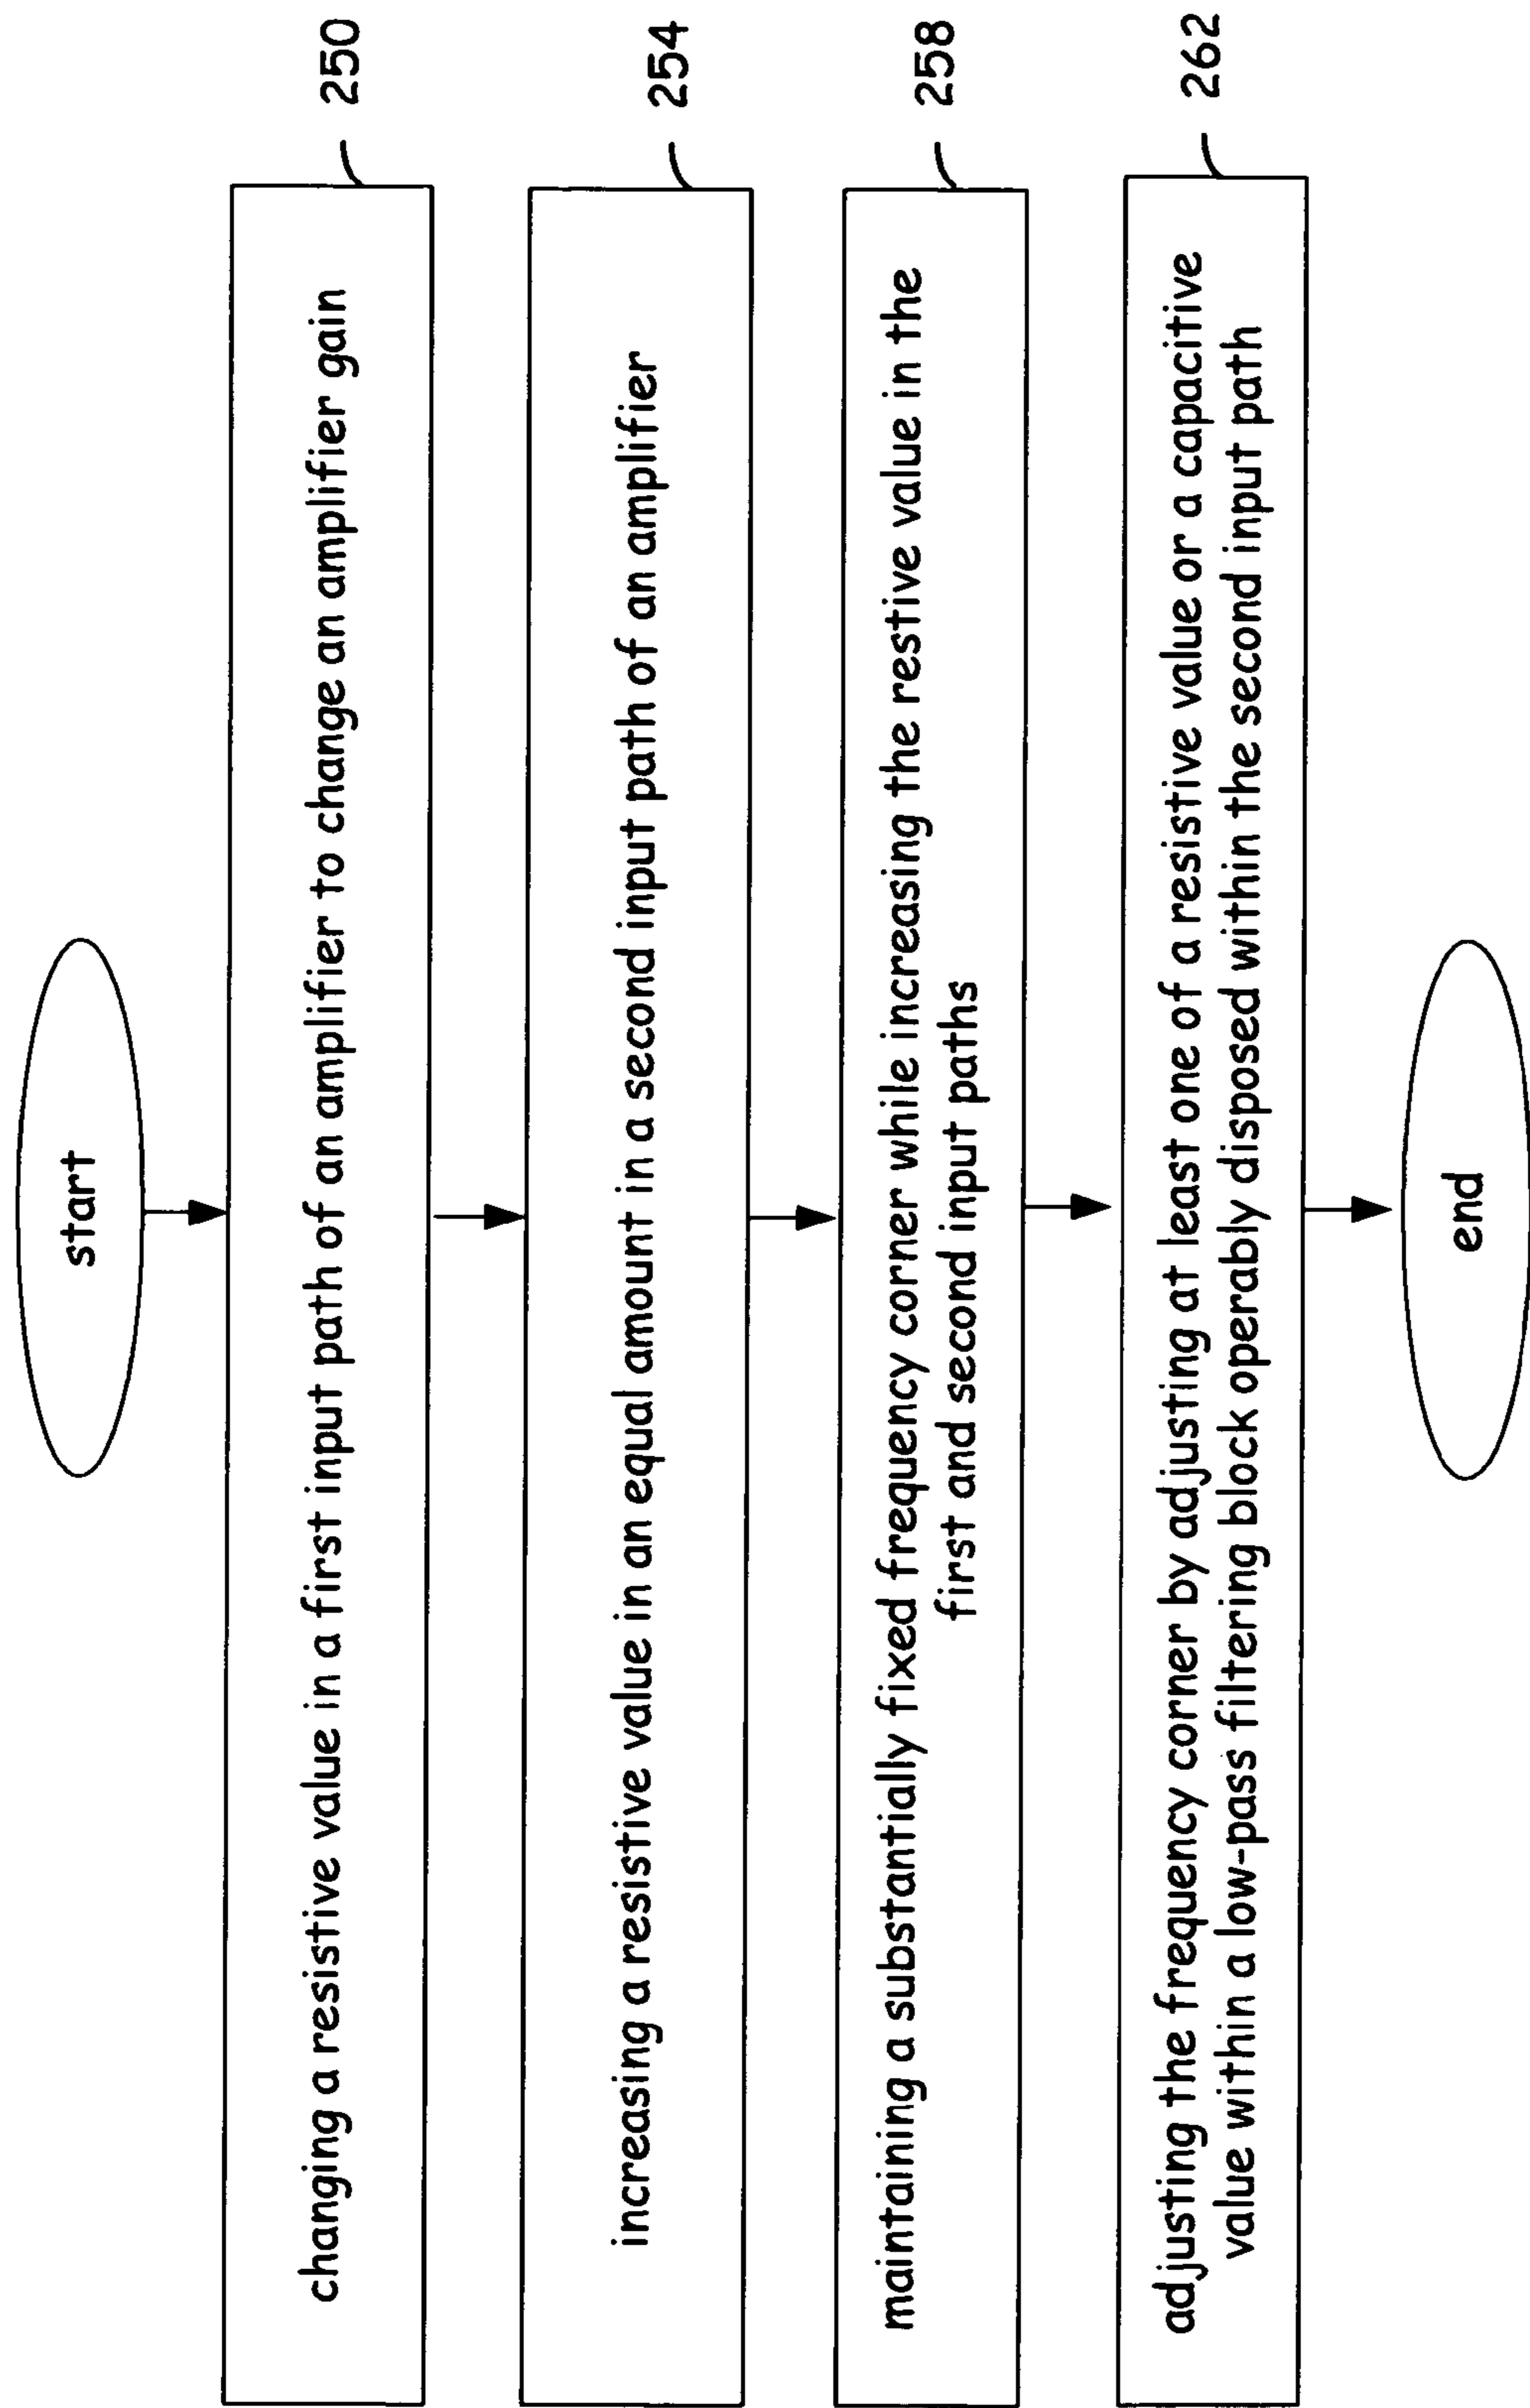 start
changing a resistive value in a first input path of an amplifier to change an amplifier gain
250
increasing a resistive value in an equal amount in a second input path of an amplifier
254
maintaining a substantially fixed frequency corner while increasing the restive value in the
first and second input paths
258
adjusting the frequency corner by adjusting at least one of a resistive value or a capacitive
value within a low-pass filtering block operably disposed within the second input path
262
end